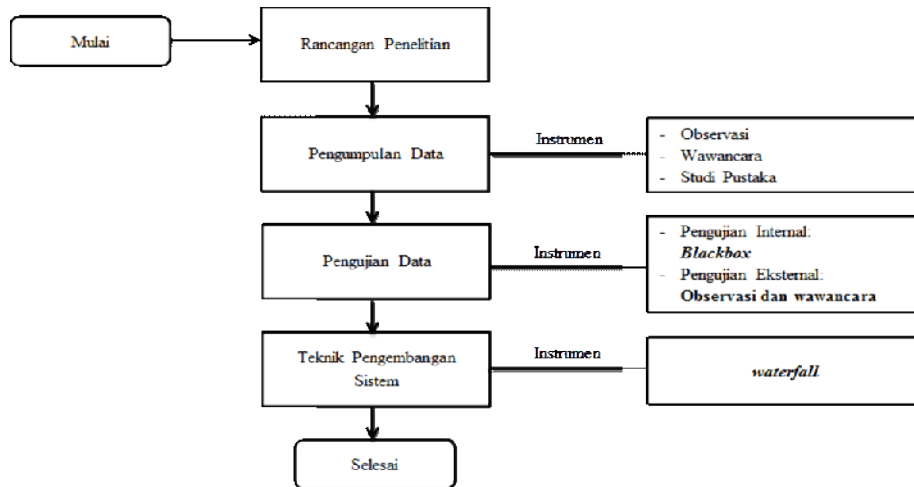 Mulai
Rancangan Penelitian
Pengumpulan Data
Instrumen
- Observasi
- Wawancara
- Studi Pustaka
Pengujian Data
Instrumen
- Pengujian Internal:
Blackbox
- Pengujian Eksternal:
Observasi dan wawancara
Teknik Pengembangan
Sistem
Instrumen
waterfall
Selesai